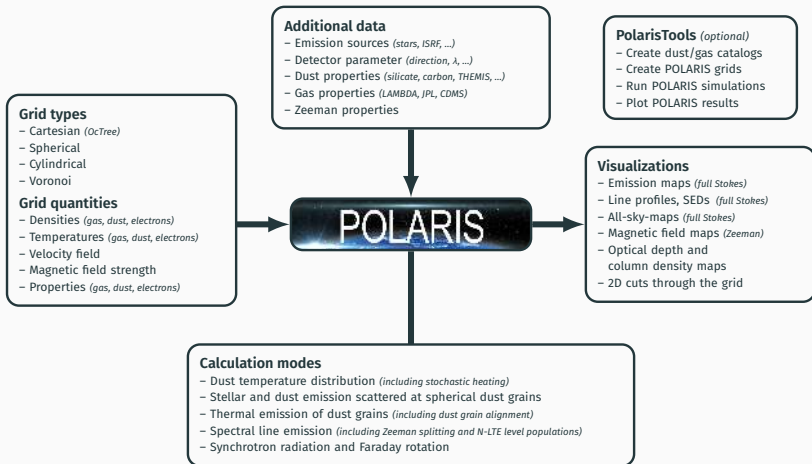 Additional data
– Emission sources (stars, ISRF, ...)
– Detector parameter (direction, λ, ...)
– Dust properties (silicate, carbon, THEMIS, ...)
– Gas properties (LAMBDA, JPL, CDMS)
– Zeeman properties
PolarisTools (optional)
– Create dust/gas catalogs
– Create POLARIS grids
– Run POLARIS simulations
– Plot POLARIS results
Grid types
– Cartesian (OcTree)
– Spherical
– Cylindrical
– Voronoi
Grid quantities
– Densities (gas, dust, electrons)
– Temperatures (gas, dust, electrons)
– Velocity field
– Magnetic field strength
– Properties (gas, dust, electrons)
POLARIS
Visualizations
– Emission maps (full Stokes)
– Line profiles, SEDs (full Stokes)
– All-sky-maps (full Stokes)
– Magnetic field maps (Zeeman)
– Optical depth and
column density maps
– 2D cuts through the grid
Calculation modes
– Dust temperature distribution (including stochastic heating)
– Stellar and dust emission scattered at spherical dust grains
– Thermal emission of dust grains (including dust grain alignment)
– Spectral line emission (including Zeeman splitting and N-LTE level populations)
– Synchrotron radiation and Faraday rotation